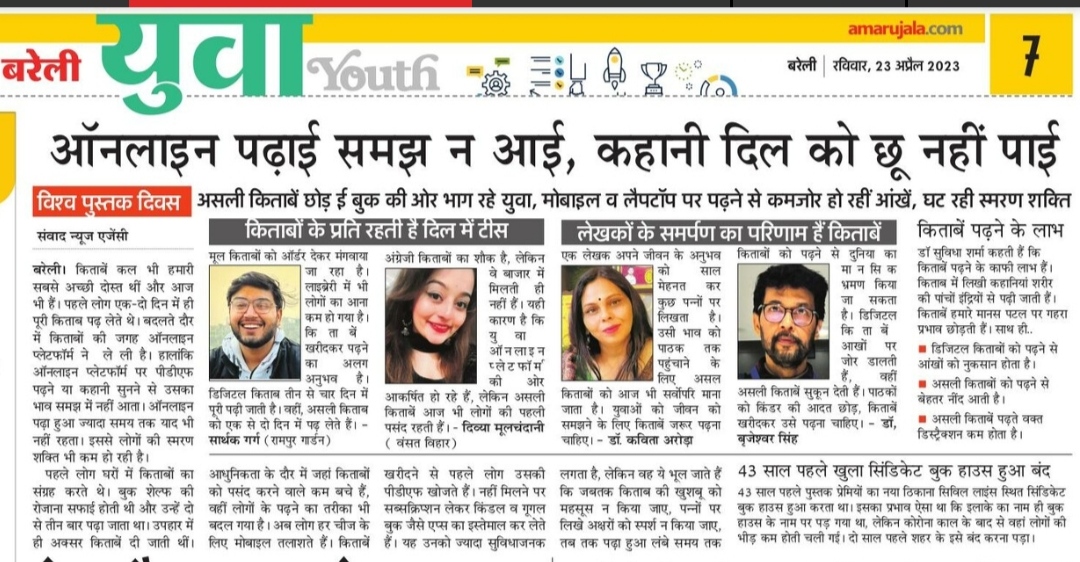 बरेली
युवा
Youth
amarujala.com
बरेली | रविवार, 23 अप्रैल 2023
7
ऑनलाइन पढ़ाई समझ न आई, कहानी दिल को छू नहीं पाई
विश्व पुस्तक दिवस
असली किताबें छोड़ ई बुक की ओर भाग रहे युवा, मोबाइल व लैपटॉप पर पढ़ने से कमजोर हो रहीं आंखें, घट रही स्मरण शक्ति
संवाद न्यूज एजेंसी
बरेली। किताबें कल भी हमारी
सबसे अच्छी दोस्त थीं और आज
भी हैं। पहले लोग एक-दो दिन में ही
पूरी किताब पढ़ लेते थे। बदलते दौर
में किताबों की जगह ऑनलाइन
प्लेटफॉर्म ने ले ली है। हालांकि
ऑनलाइन प्लेटफॉर्म पर पीडीएफ
पढ़ने या कहानी सुनने से उसका
भाव समझ में नहीं आता। ऑनलाइन
पढ़ा हुआ ज्यादा समय तक याद भी
नहीं रहता। इससे लोगों की स्मरण
शक्ति भी कम हो रही है।
पहले लोग घरों में किताबों का
संग्रह करते थे। बुक शेल्फ की
रोजाना सफाई होती थी और उन्हें दो
से तीन बार पढ़ा जाता था। उपहार में
ही अक्सर किताबें दी जाती थीं।
किताबों के प्रति रहती है दिल में टीस
मूल किताबों को ऑर्डर देकर मंगवाया
जा रहा है।
लाइब्रेरी में भी
लोगों का आना
कम हो गया है।
कि ता बें
खरीदकर पढ़ने
का अलग
अनुभव है।
डिजिटल किताब तीन से चार दिन में
पूरी पढ़ी जाती है। वहीं, असली किताब
को एक से दो दिन में पढ़ लेते हैं। -
सार्थक गर्ग (रामपुर गार्डन)
अंग्रेजी किताबों का शौक है, लेकिन
वे बाजार में
मिलती ही
नहीं हैं। यही
कारण है कि
यु वा
ऑनलाइन
प्लेटफॉर्म
की ओर
आकर्षित हो रहे हैं, लेकिन असली
किताबें आज भी लोगों की पहली
पसंद रहती हैं। - दिव्या मूलचंदानी
( वंसत विहार)
लेखकों के समर्पण का परिणाम हैं किताबें
एक लेखक अपने जीवन के अनुभव
को साल
मेहनत कर
कुछ पन्नों पर
लिखता है।
उसी भाव को
पाठक तक
पहुंचाने के
लिए असल
किताबों को आज भी सर्वोपरि माना
जाता है। युवाओं को जीवन को
समझने के लिए किताबें जरूर पढ़ना
चाहिए। - डॉ. कविता अरोड़ा
किताबों को पढ़ने से दुनिया का
मा न सि क
भ्रमण किया
जा सकता
है। डिजिटल
कि ता बें
आखों पर
जोर डालती
हैं, वहीं
असली किताबें सुकून देती हैं। पाठकों
को किंडर की आदत छोड़, किताबें
खरीदकर उसे पढ़ना चाहिए। - डॉ,
बृजेश्वर सिंह
किताबें पढ़ने के लाभ
डॉ सुविधा शर्मा कहती हैं कि
किताबें पढ़ने के काफी लाभ हैं।
किताब में लिखी कहानियां शरीर
की पांचों इंद्रियों से पढ़ी जाती हैं।
किताबें हमारे मानस पटल पर गहरा
प्रभाव छोड़ती हैं। साथ ही..
■ डिजिटल किताबों को पढ़ने से
आंखों को नुकसान होता है।
■ असली किताबों को पढ़ने से
बेहतर नींद आती है।
■ असली किताबें पढ़ते वक्त
डिस्ट्रैक्शन कम होता है।
आधुनिकता के दौर में जहां किताबों
को पसंद करने वाले कम बचे हैं,
वहीं लोगों के पढ़ने का तरीका भी
बदल गया है। अब लोग हर चीज के
लिए मोबाइल तलाशते हैं। किताबें
खरीदने से पहले लोग उसकी
पीडीएफ खोजते हैं। नहीं मिलने पर
सब्सक्रिप्शन लेकर किंडल व गूगल
बुक जैसे एप्स का इस्तेमाल कर लेते
हैं। यह उनको ज्यादा सुविधाजनक
लगता है, लेकिन वह ये भूल जाते हैं
कि जबतक किताब की खुशबू को
महसूस न किया जाए, पन्नों पर
लिखे अक्षरों को स्पर्श न किया जाए,
तब तक पढ़ा हुआ लंबे समय तक
43 साल पहले खुला सिंडिकेट बुक हाउस हुआ बंद
43 साल पहले पुस्तक प्रेमियों का नया ठिकाना सिविल लाइंस स्थित सिंडिकेट
बुक हाउस हुआ करता था। इसका प्रभाव ऐसा था कि इलाके का नाम ही बुक
हाउस के नाम पर पड़ गया था, लेकिन कोरोना काल के बाद से वहां लोगों की
भीड़ कम होती चली गई। दो साल पहले शहर के इसे बंद करना पड़ा।